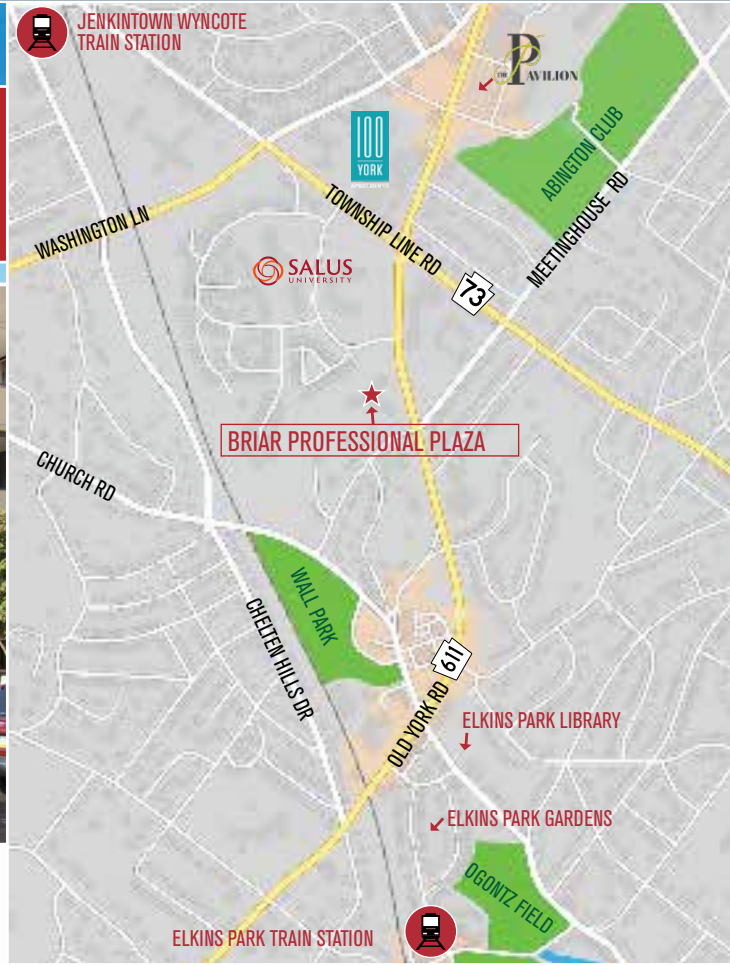 JENKINTOWN WYNCOTE
TRAIN STATION
THE PAVILION
100
YORK
APARTMENTS
ABINGTON CLUB
WASHINGTON LN
TOWNSHIP LINE RD
MEETINGHOUSE RD
SALUS
UNIVERSITY
73
BRIAR PROFESSIONAL PLAZA
CHURCH RD
WALL PARK
CHELTEN HILLS DR
611
OLD YORK RD
ELKINS PARK LIBRARY
ELKINS PARK GARDENS
OGONTZ FIELD
ELKINS PARK TRAIN STATION